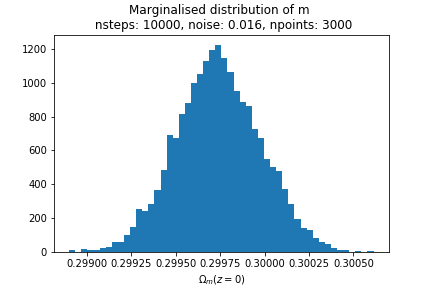 Marginalised distribution of m
nsteps: 10000, noise: 0.016, npoints: 3000
1200
1000
800
600
400
200
0
0.29900 0.29925 0.29950 0.29975 0.30000 0.30025 0.30050
Ωm(z = 0)